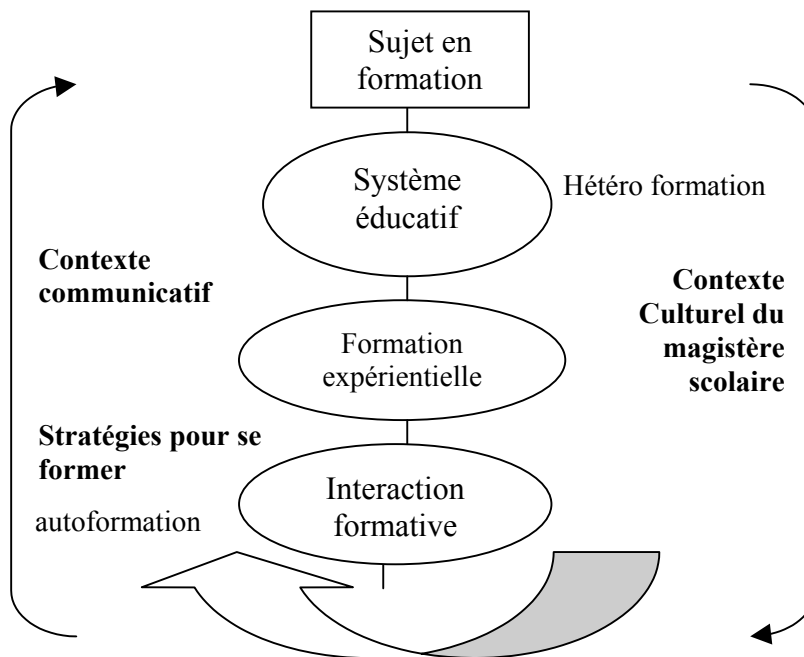 Sujet en
formation
Système
éducatif
Hétéro formation
Contexte
communicatif
Contexte
Culturel du
magistère
scolaire
Formation
expérientielle
Stratégies pour se
former
autoformation
Interaction
formative